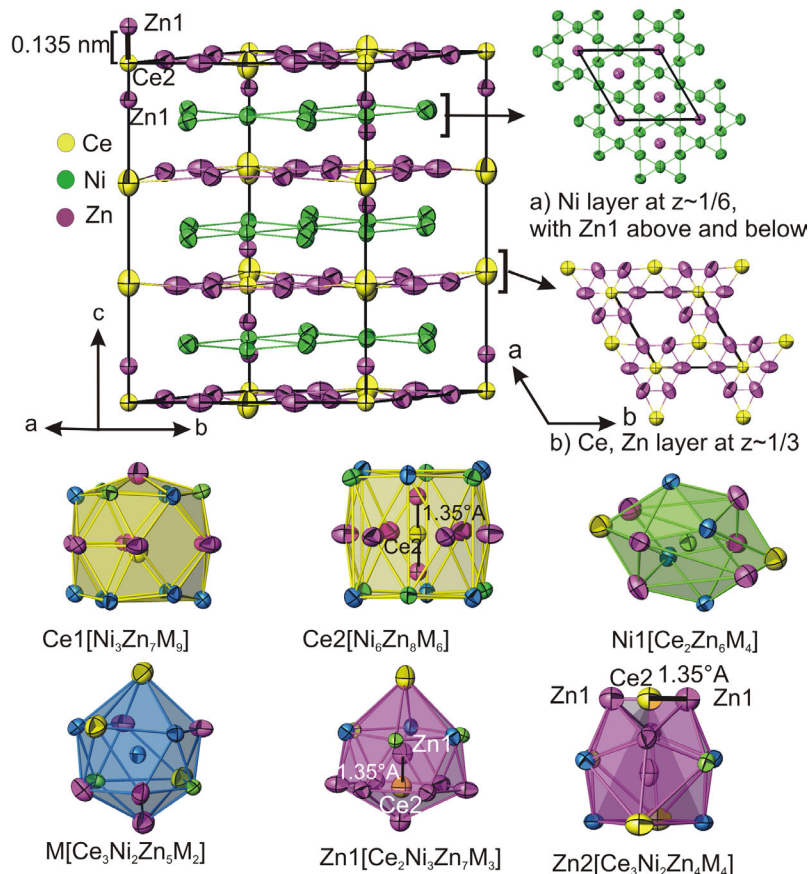 Zn1
0.135 nm
Ce2
Zn1
Ce
Ni
Zn
c
a
b
a) Ni layer at z~1/6,
with Zn1 above and below
a
b
b) Ce, Zn layer at z~1/3
1.35°A
Ce2
Ce1[Ni₃Zn₇M₉]
Ce2[Ni₆Zn₈M₆]
Ni1[Ce₂Zn₆M₄]
Zn1
1.35°A
Ce2
Ce2
1.35°A
Zn1
Zn1
M[Ce₃Ni₂Zn₅M₂]
Zn1[Ce₂Ni₃Zn₇M₃]
Zn2[Ce₃Ni₂Zn₄M₄]